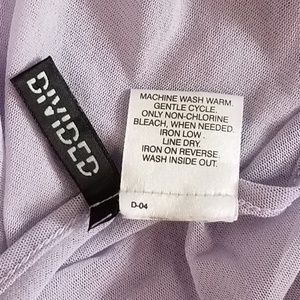 DIVIDED
MACHINE WASH WARM.
GENTLE CYCLE.
ONLY NON-CHLORINE
BLEACH, WHEN NEEDED.
IRON LOW.
LINE DRY.
IRON ON REVERSE.
WASH INSIDE OUT.
D-04